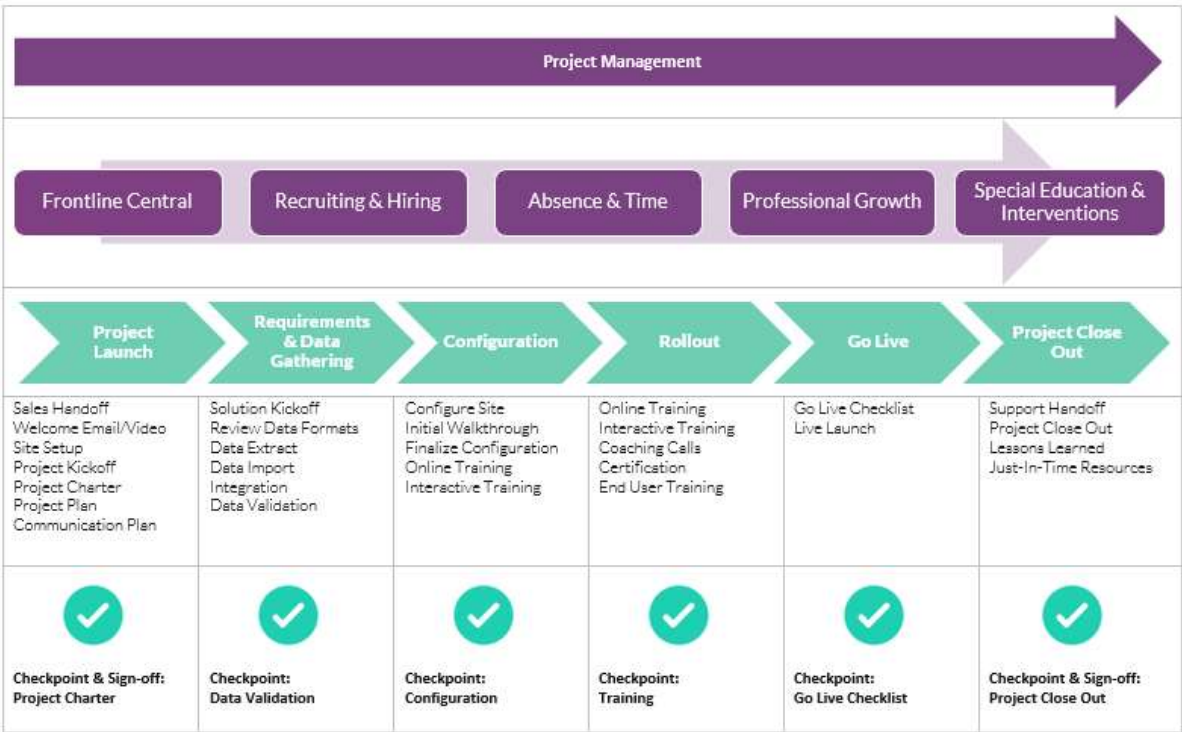 Project Management
Frontline Central
Recruiting & Hiring
Absence & Time
Professional Growth
Special Education &
Interventions
Project
Launch
Requirements
& Data
Gathering
Configuration
Rollout
Go Live
Project Close
Out
Sales Handoff
Welcome Email/Video
Site Setup
Project Kickoff
Project Charter
Project Plan
Communication Plan
Solution Kickoff
Review Data Formats
Data Extract
Data Import
Integration
Data Validation
Configure Site
Initial Walkthrough
Finalize Configuration
Online Training
Interactive Training
Online Training
Interactive Training
Coaching Calls
Certification
End User Training
Go Live Checklist
Live Launch
Support Handoff
Project Close Out
Lessons Learned
Just-In-Time Resources
Checkpoint & Sign-off:
Project Charter
Checkpoint:
Data Validation
Checkpoint:
Configuration
Checkpoint:
Training
Checkpoint:
Go Live Checklist
Checkpoint & Sign-off:
Project Close Out